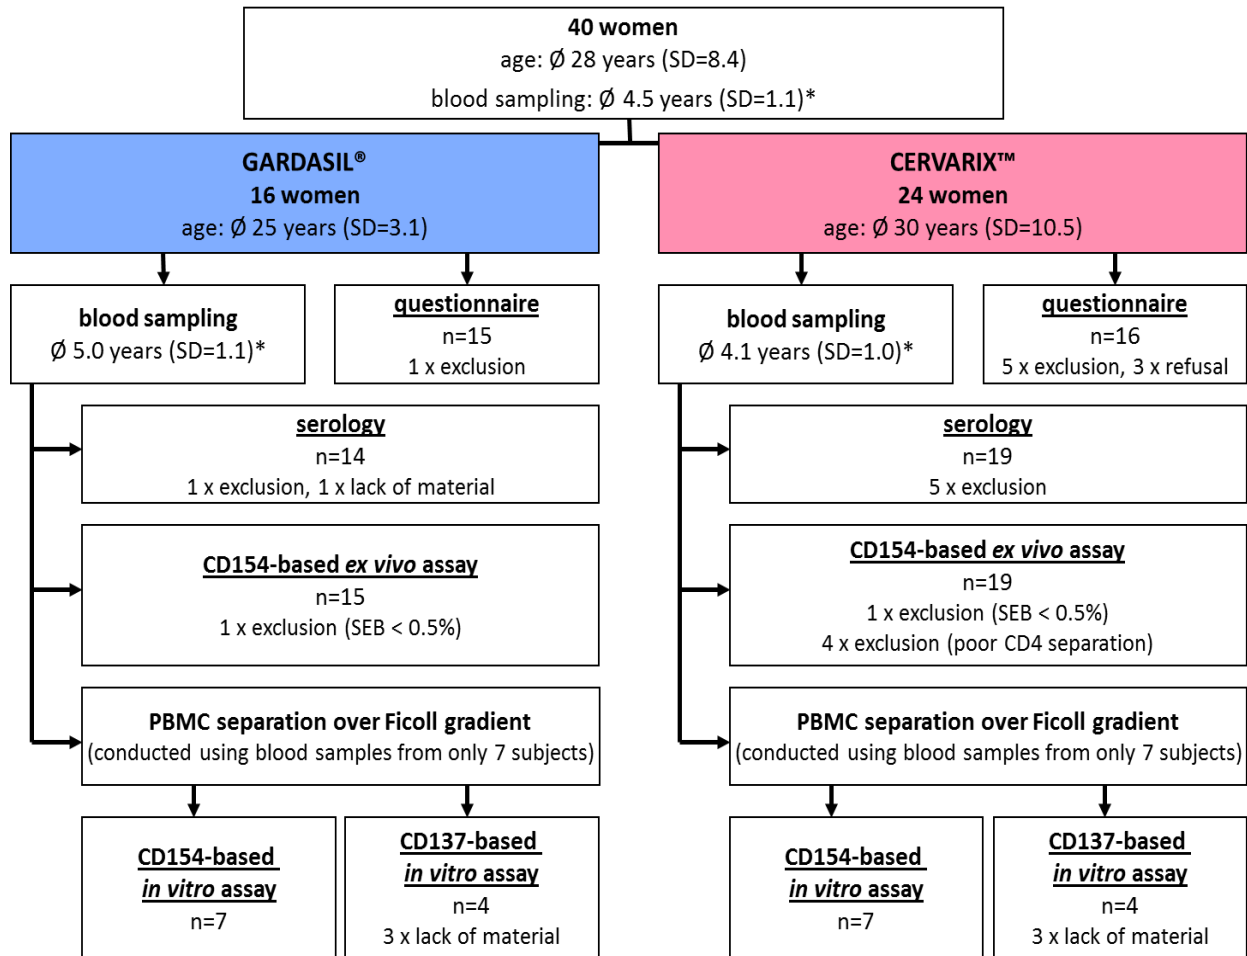 40 women
age: Ø 28 years (SD=8.4)
blood sampling: Ø 4.5 years (SD=1.1)*
GARDASIL®
16 women
age: Ø 25 years (SD=3.1)
CERVARIX™
24 women
age: Ø 30 years (SD=10.5)
blood sampling
Ø 5.0 years (SD=1.1)*
questionnaire
n=15
1 x exclusion
blood sampling
Ø 4.1 years (SD=1.0)*
questionnaire
n=16
5 x exclusion, 3 x refusal
serology
n=14
1 x exclusion, 1 x lack of material
serology
n=19
5 x exclusion
CD154-based ex vivo assay
n=15
1 x exclusion (SEB < 0.5%)
CD154-based ex vivo assay
n=19
1 x exclusion (SEB < 0.5%)
4 x exclusion (poor CD4 separation)
PBMC separation over Ficoll gradient
(conducted using blood samples from only 7 subjects)
PBMC separation over Ficoll gradient
(conducted using blood samples from only 7 subjects)
CD154-based
in vitro assay
n=7
CD137-based
in vitro assay
n=4
3 x lack of material
CD154-based
in vitro assay
n=7
CD137-based
in vitro assay
n=4
3 x lack of material